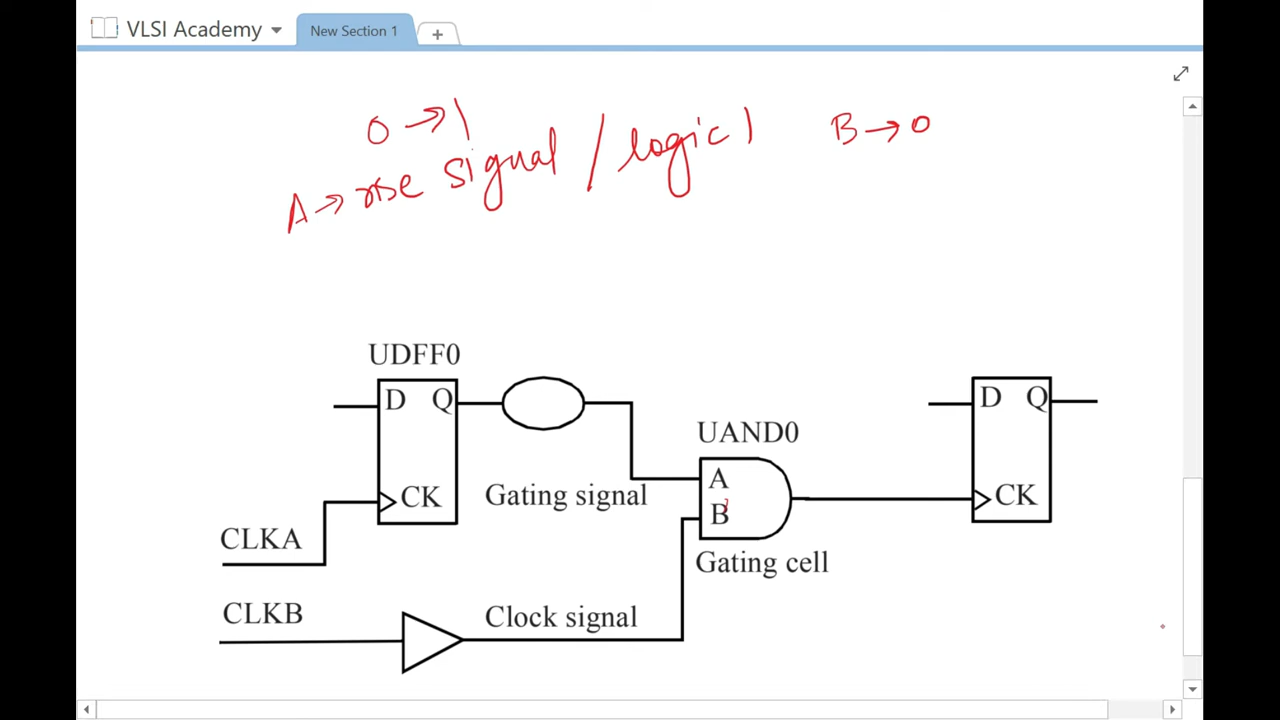 VLSI Academy
New Section 1
0 → 1
A → rise signal / logic 1
B → 0
UDFF0
D Q
CK
D Q
CK
UAND0
A
B
Gating signal
Gating cell
CLKA
CLKB
Clock signal